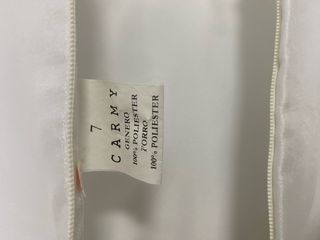 7
CARMY
GENERO
100% POLIESTER
FORRO
100% POLIESTER